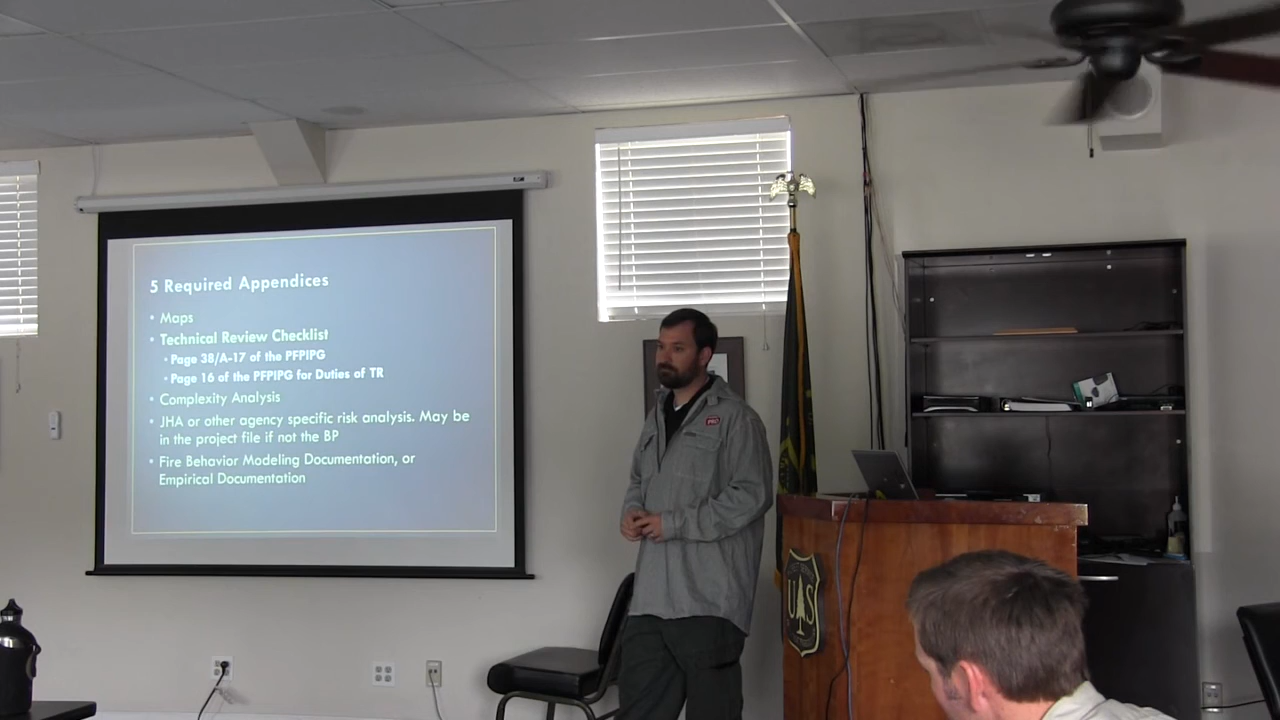 5 Required Appendices
• Maps
• Technical Review Checklist
• Page 38/A-17 of the PFPIPG
• Page 16 of the PFPIPG for Duties of TR
• Complexity Analysis
• JHA or other agency specific risk analysis. May be
in the project file if not the BP
• Fire Behavior Modeling Documentation, or
Empirical Documentation
U S